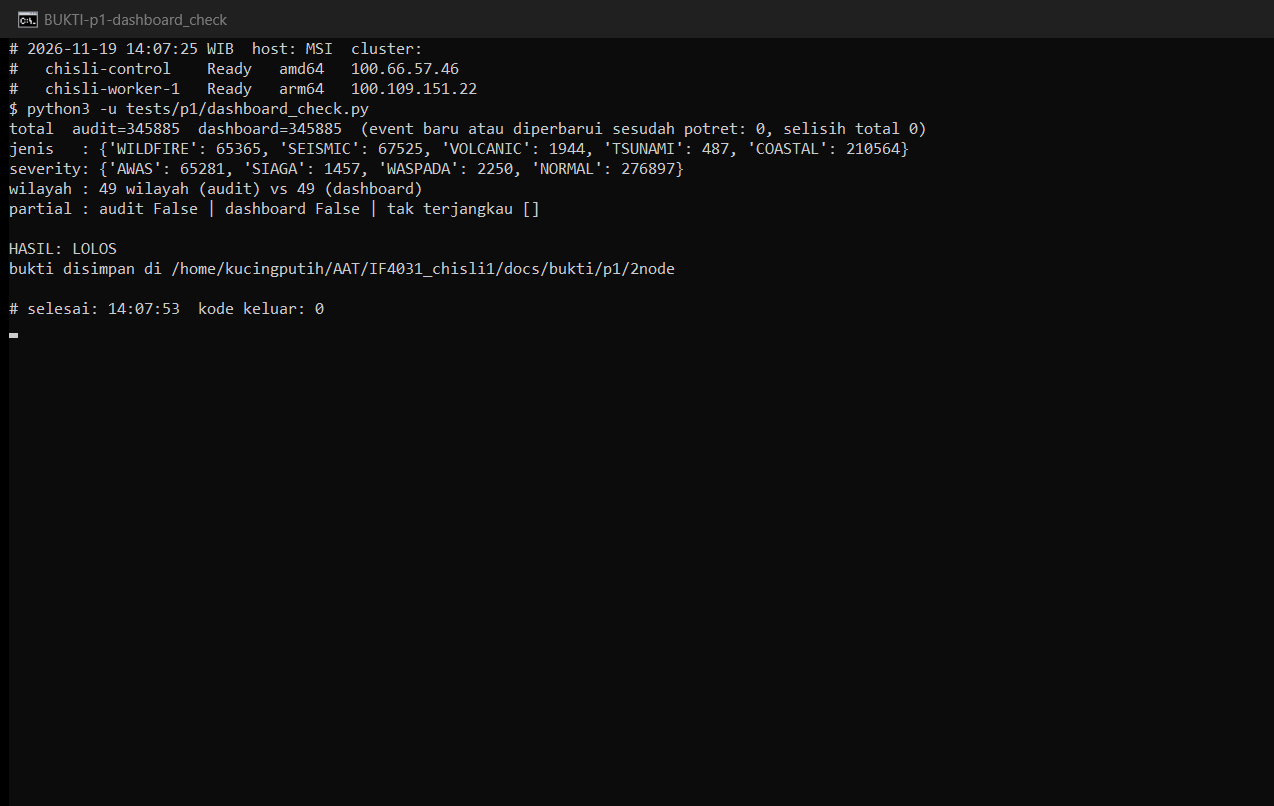 BUKTI-p1-dashboard_check
# 2026-11-19 14:07:25 WIB  host: MSI  cluster:
#   chisli-control    Ready   amd64   100.66.57.46
#   chisli-worker-1   Ready   arm64   100.109.151.22
$ python3 -u tests/p1/dashboard_check.py
total  audit=345885  dashboard=345885  (event baru atau diperbarui sesudah potret: 0, selisih total 0)
jenis   : {'WILDFIRE': 65365, 'SEISMIC': 67525, 'VOLCANIC': 1944, 'TSUNAMI': 487, 'COASTAL': 210564}
severity: {'AWAS': 65281, 'SIAGA': 1457, 'WASPADA': 2250, 'NORMAL': 276897}
wilayah : 49 wilayah (audit) vs 49 (dashboard)
partial : audit False | dashboard False | tak terjangkau []
HASIL: LOLOS
bukti disimpan di /home/kucingputih/AAT/IF4031_chisli1/docs/bukti/p1/2node
# selesai: 14:07:53  kode keluar: 0